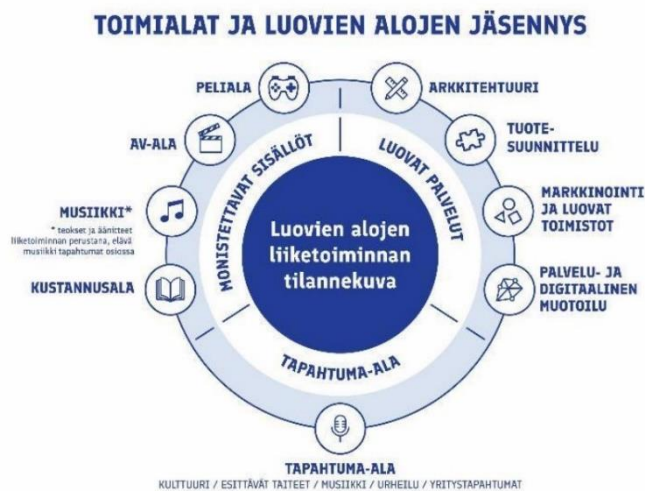 TOIMIALAT JA LUOVIEN ALOJEN JÄSENNYS
PELIALA
AV-ALA
MUSIIKKI*
* teokset ja äänitteet
liiketoiminnan perustana, elävä
musiikki tapahtumat osiossa
KUSTANNUSALA
ARKKITEHTUURI
TUOTE-
SUUNNITTELU
MARKKINOINTI
JA LUOVAT
TOIMISTOT
PALVELU- JA
DIGITAALINEN
MUOTOILU
MONISTETTAVAT SISÄLLÖT
LUOVAT PALVELUT
Luovien alojen
liiketoiminnan
tilannekuva
TAPAHTUMA-ALA
TAPAHTUMA-ALA
KULTTUURI / ESITTÄVÄT TAITEET / MUSIIKKI / URHEILU / YRITYSTAPAHTUMAT